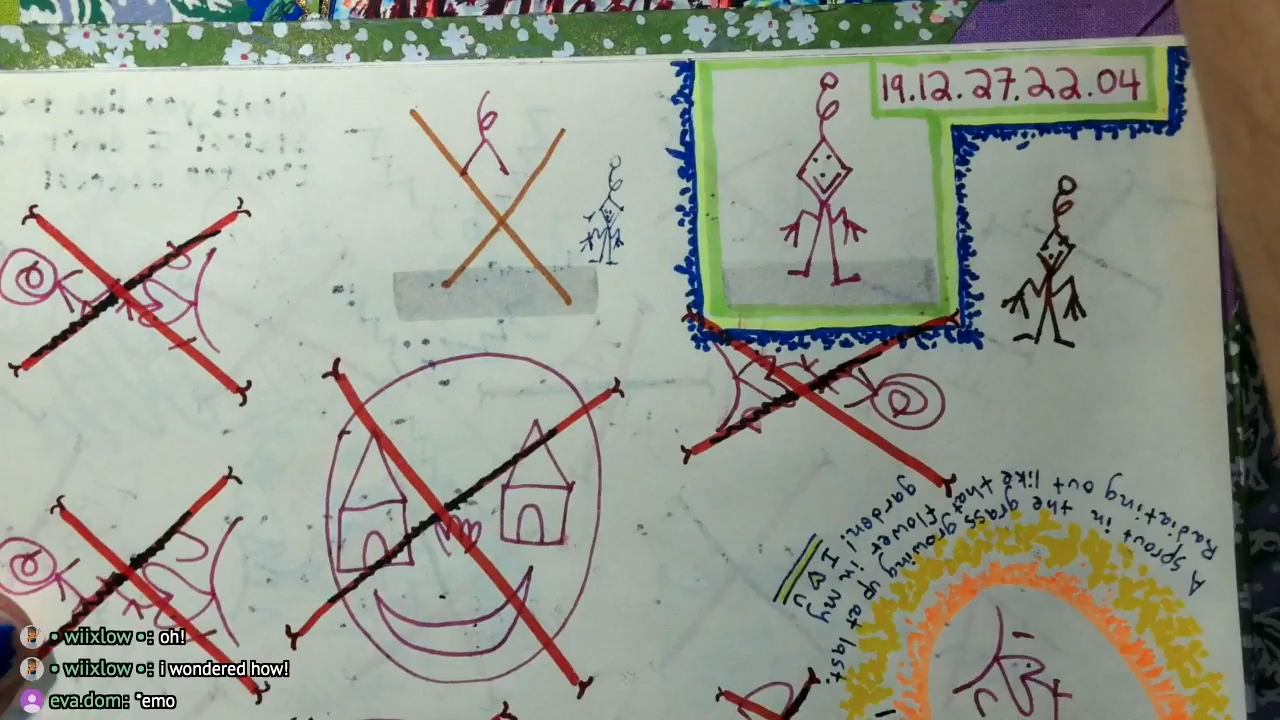 19.12.27.22.04
Radiating out like that flower in my
A sprout in the grass growing up at last.
garden! I ♡ U
• wiixlow •: oh!
• wiixlow •: i wondered how!
eva.dom: *emo